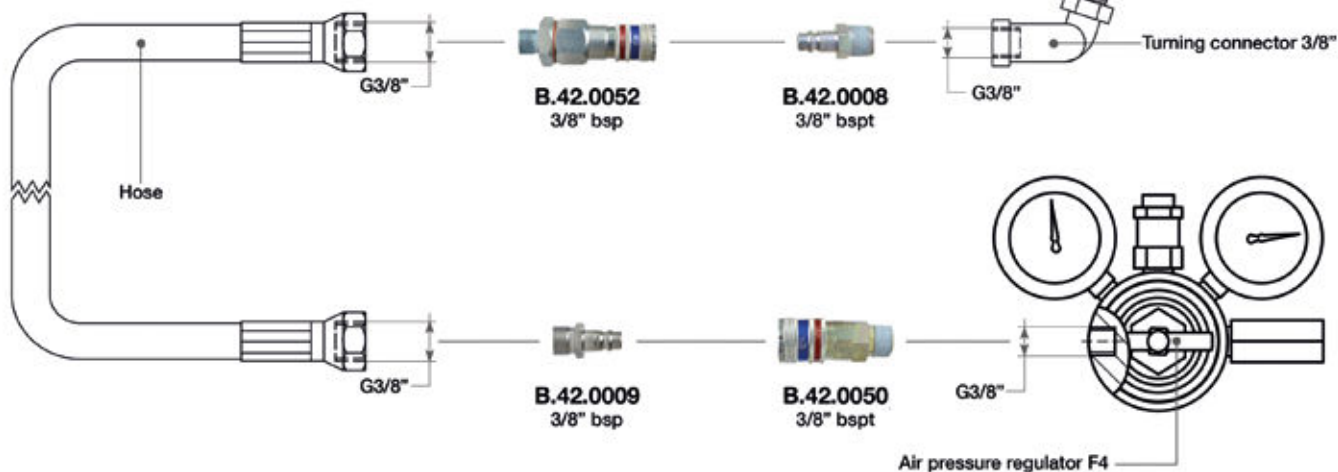 Turning connector 3/8"
G3/8"
G3/8"
B.42.0052
3/8" bsp
B.42.0008
3/8" bspt
Hose
G3/8"
G3/8"
B.42.0009
3/8" bsp
B.42.0050
3/8" bspt
Air pressure regulator F4